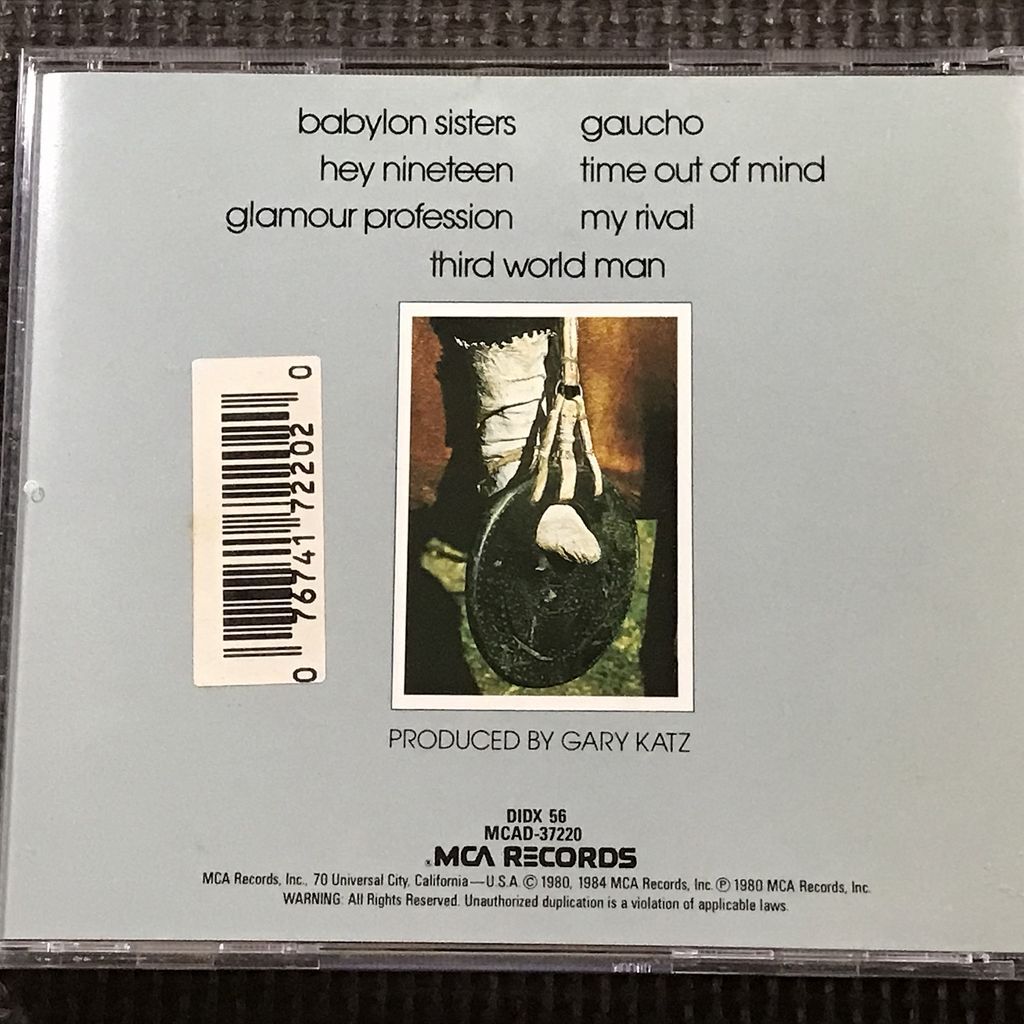 babylon sisters
hey nineteen
glamour profession
gaucho
time out of mind
my rival
third world man
0 76741 72202 0
PRODUCED BY GARY KATZ
DIDX 56
MCAD-37220
MCA RECORDS
MCA Records, Inc., 70 Universal City, California—U.S.A. © 1980, 1984 MCA Records, Inc. ℗ 1980 MCA Records, Inc.
WARNING: All Rights Reserved. Unauthorized duplication is a violation of applicable laws.